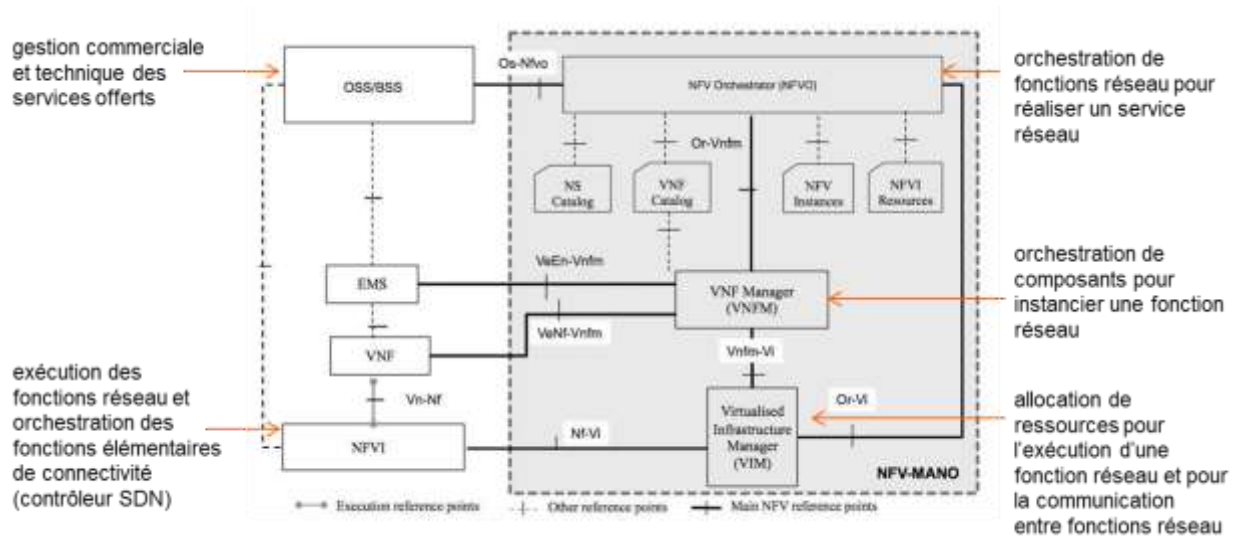 gestion commerciale
et technique des
services offerts
exécution des
fonctions réseau et
orchestration des
fonctions élémentaires
de connectivité
(contrôleur SDN)
OSS/BSS
Os-Nfvo
NFV Orchestrator (NFVO)
Or-Vnfm
NS
Catalog
VNF
Catalog
NFV
Instances
NFVI
Resources
VeEn-Vnfm
EMS
VNF Manager
(VNFM)
VeNf-Vnfm
VNF
Vnfm-Vi
Vn-Nf
Virtualised
Infrastructure
Manager
(VIM)
Or-Vi
Nf-Vi
NFVI
NFV-MANO
Execution reference points
Other reference points
Main NFV reference points
orchestration de
fonctions réseau pour
réaliser un service
réseau
orchestration de
composants pour
instancier une fonction
réseau
allocation de
ressources pour
l'exécution d'une
fonction réseau et pour
la communication
entre fonctions réseau